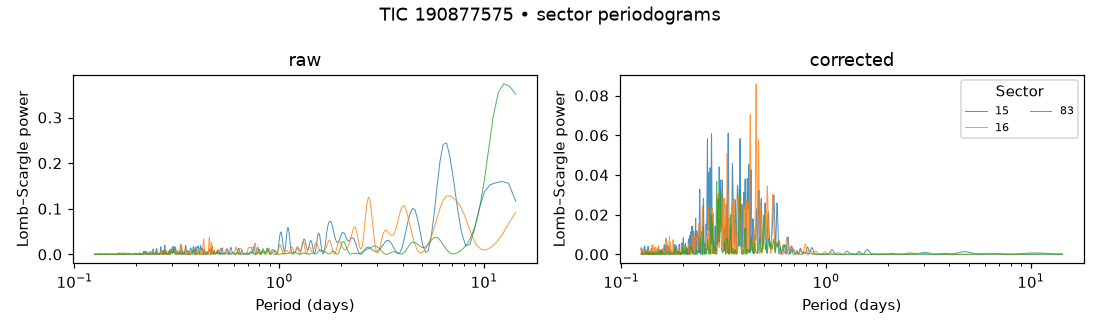 TIC 190877575 • sector periodograms
raw
corrected
Lomb–Scargle power
0.3
0.2
0.1
0.0
10⁻¹
10⁰
10¹
Period (days)
Lomb–Scargle power
0.08
0.06
0.04
0.02
0.00
10⁻¹
10⁰
10¹
Period (days)
Sector
15
83
16